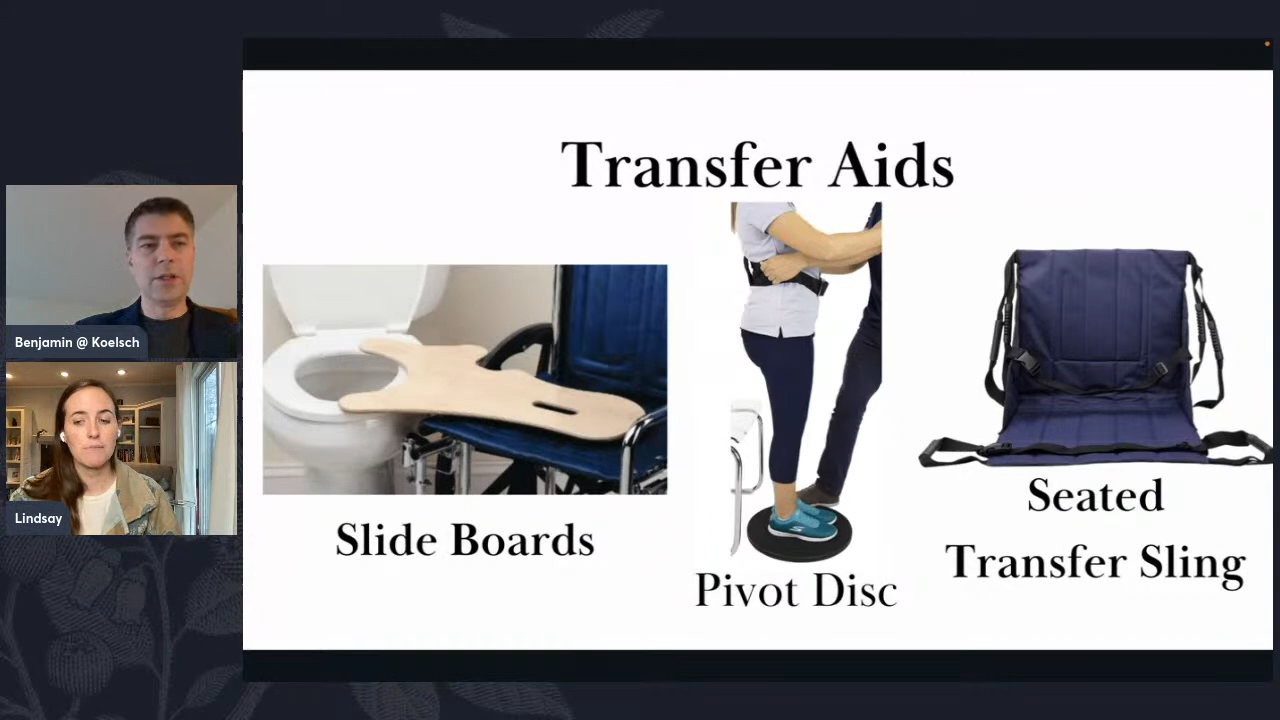 Transfer Aids
Benjamin @ Koelsch
Lindsay
Slide Boards
Pivot Disc
Seated
Transfer Sling